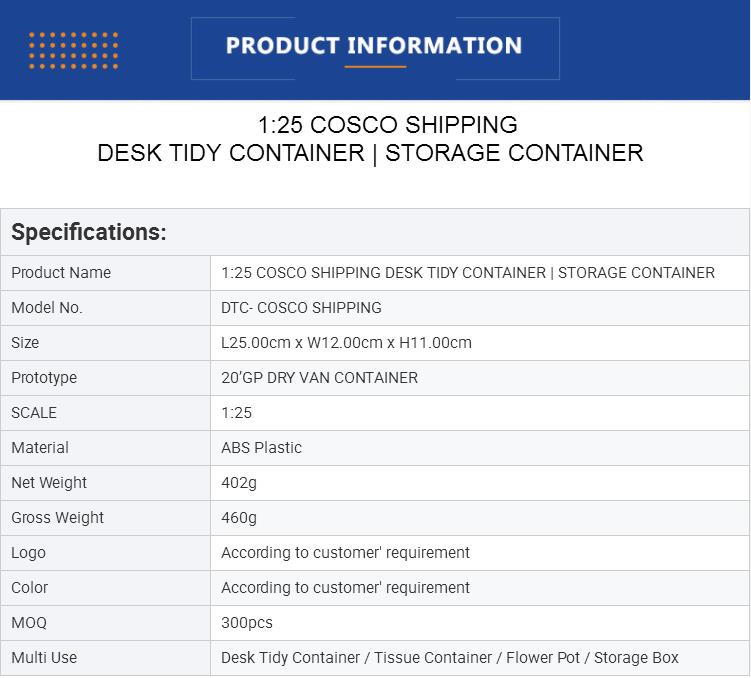 PRODUCT INFORMATION
1:25 COSCO SHIPPING
DESK TIDY CONTAINER | STORAGE CONTAINER
Specifications:
Product Name 1:25 COSCO SHIPPING DESK TIDY CONTAINER | STORAGE CONTAINER
Model No. DTC- COSCO SHIPPING
Size L25.00cm x W12.00cm x H11.00cm
Prototype 20’GP DRY VAN CONTAINER
SCALE 1:25
Material ABS Plastic
Net Weight 402g
Gross Weight 460g
Logo According to customer' requirement
Color According to customer' requirement
MOQ 300pcs
Multi Use Desk Tidy Container / Tissue Container / Flower Pot / Storage Box